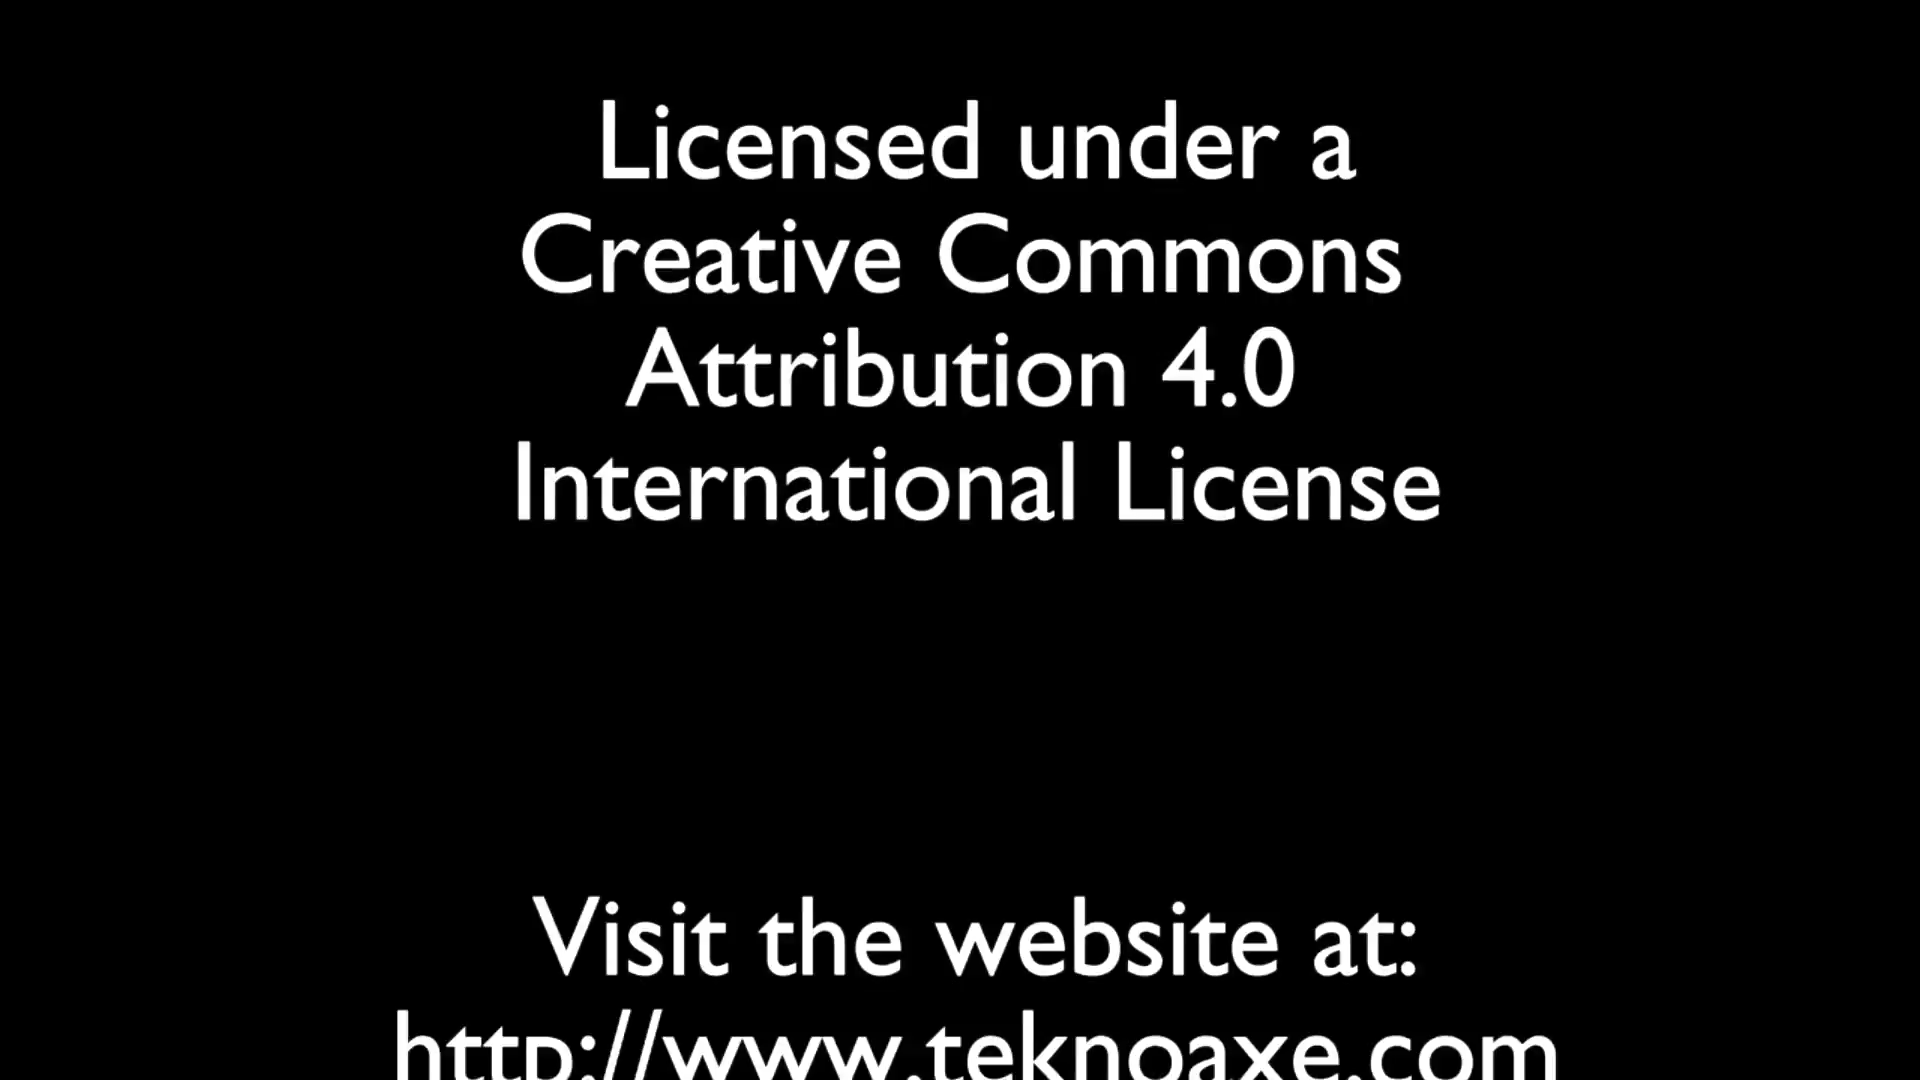 Licensed under a
Creative Commons
Attribution 4.0
International License
Visit the website at:
http://www.teknoaxe.com